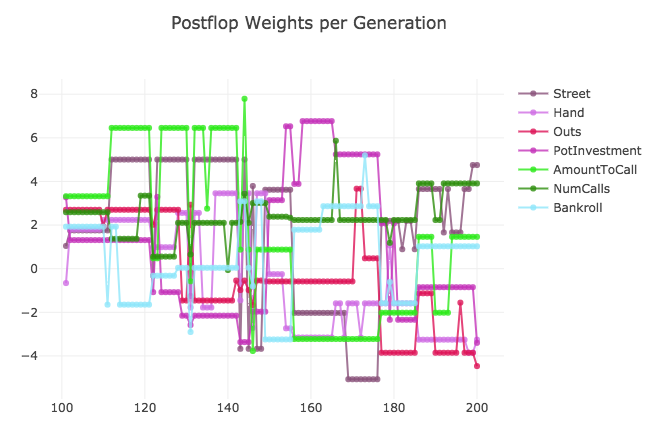 Postflop Weights per Generation
8
6
4
2
0
−2
−4
100
120
140
160
180
200
Street
Hand
Outs
PotInvestment
AmountToCall
NumCalls
Bankroll